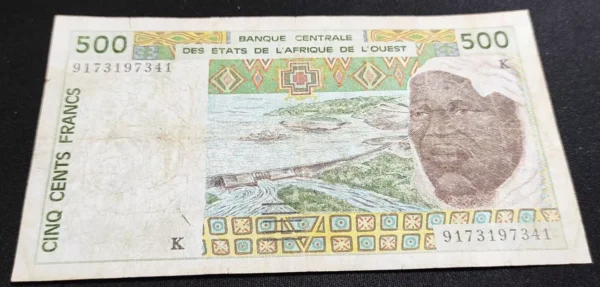 500
BANQUE CENTRALE
DES ETATS DE L'AFRIQUE DE L'OUEST
500
9173197341
K
CINQ CENTS FRANCS
K
9173197341